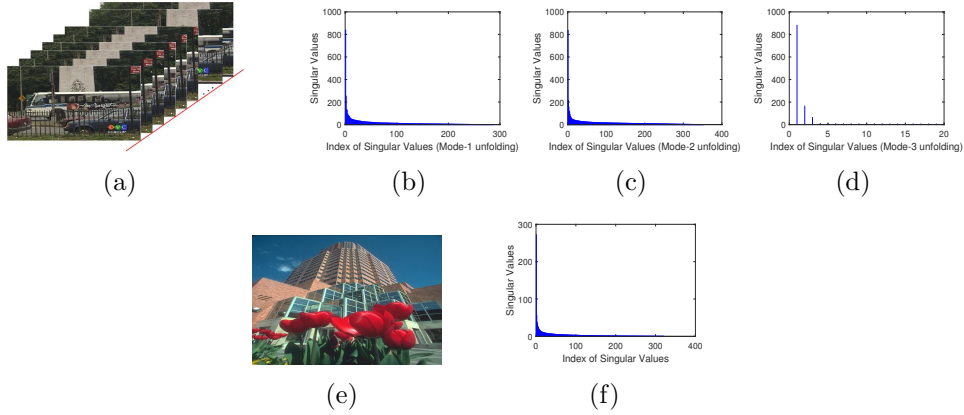 (a)
1000
800
600
400
200
0
0 100 200 300
Singular Values
Index of Singular Values (Mode-1 unfolding)
(b)
1000
800
600
400
200
0
0 100 200 300 400
Singular Values
Index of Singular Values (Mode-2 unfolding)
(c)
1000
800
600
400
200
0
0 5 10 15 20
Singular Values
Index of Singular Values (Mode-3 unfolding)
(d)
(e)
300
200
100
0
0 100 200 300 400
Singular Values
Index of Singular Values
(f)